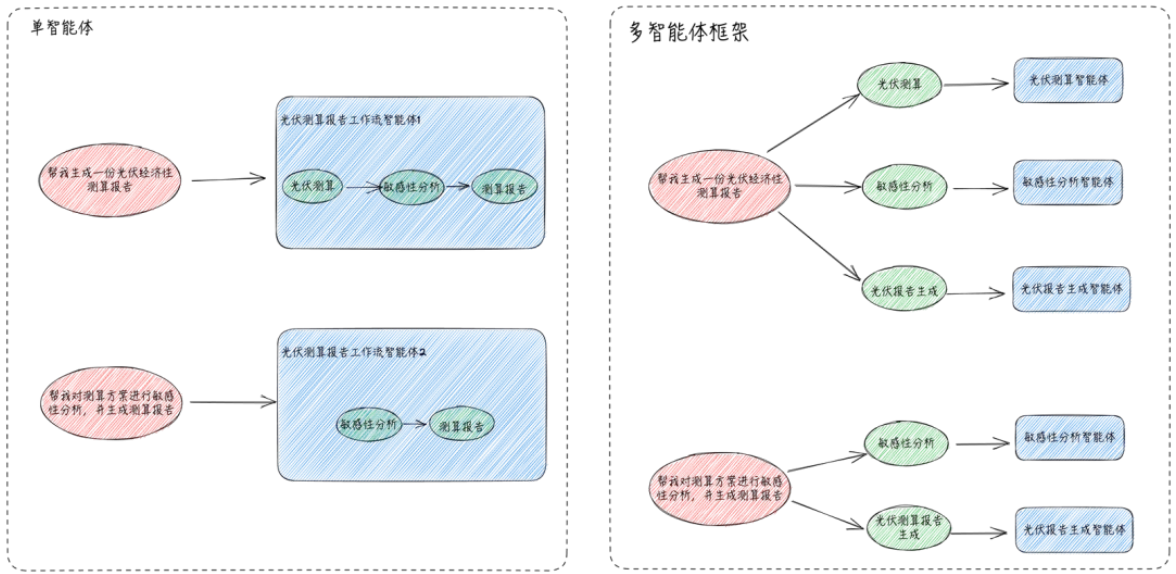 单智能体
光伏测算报告工作流智能体1
帮我生成一份光伏经济性
测算报告
光伏测算
敏感性分析
测算报告
光伏测算报告工作流智能体2
帮我对测算方案进行敏感
性分析，并生成测算报告
敏感性分析
测算报告
多智能体框架
光伏测算
光伏测算智能体
帮我生成一份光伏经济性
测算报告
敏感性分析
敏感性分析智能体
光伏报告生成
光伏报告生成智能体
敏感性分析
敏感性分析智能体
帮我对测算方案进行敏感
性分析，并生成测算报告
光伏测算报告
生成
光伏报告生成智能体